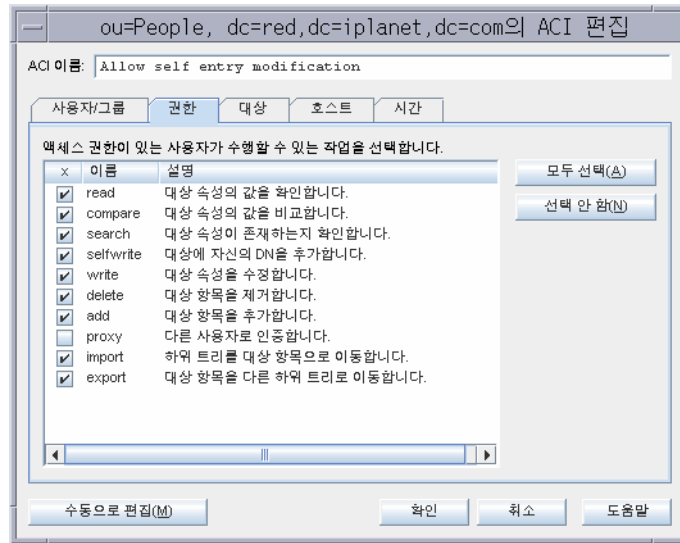 ou=People, dc=red,dc=iplanet,dc=com의 ACI 편집
ACI 이름: Allow self entry modification
사용자/그룹 권한 대상 호스트 시간
액세스 권한이 있는 사용자가 수행할 수 있는 작업을 선택합니다.
x 이름 설명
모두 선택(A)
read 대상 속성의 값을 확인합니다.
compare 대상 속성의 값을 비교합니다.
선택 안 함(N)
search 대상 속성이 존재하는지 확인합니다.
selfwrite 대상에 자신의 DN을 추가합니다.
write 대상 속성을 수정합니다.
delete 대상 항목을 제거합니다.
add 대상 항목을 추가합니다.
proxy 다른 사용자로 인증합니다.
import 하위 트리를 대상 항목으로 이동합니다.
export 대상 항목을 다른 하위 트리로 이동합니다.
수동으로 편집(M) 확인 취소 도움말